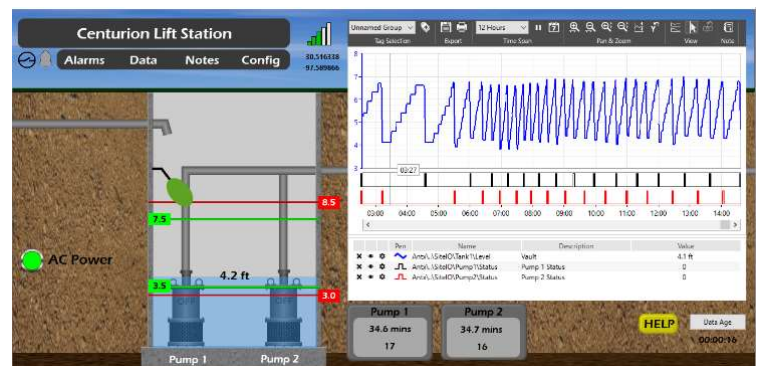 Centurion Lift Station
Alarms Data Notes Config
30.516338
-97.589866
Unnamed Group 12 Hours
Tag Selection Export Time Span Pan & Zoom View Note
8
7
6
5
4
3
03:27
03:00 04:00 05:00 06:00 07:00 08:00 09:00 10:00 11:00 12:00 13:00 14:00
Pen Name Description Value
Vault 4.1 ft
Pump 1 Status 0
Pump 2 Status 0
8.5
7.5
AC Power
4.2 ft
3.5
3.0
OFF OFF
Pump 1 Pump 2
Pump 1 Pump 2
34.6 mins 34.7 mins
17 16
HELP
Data Age
00:00:16